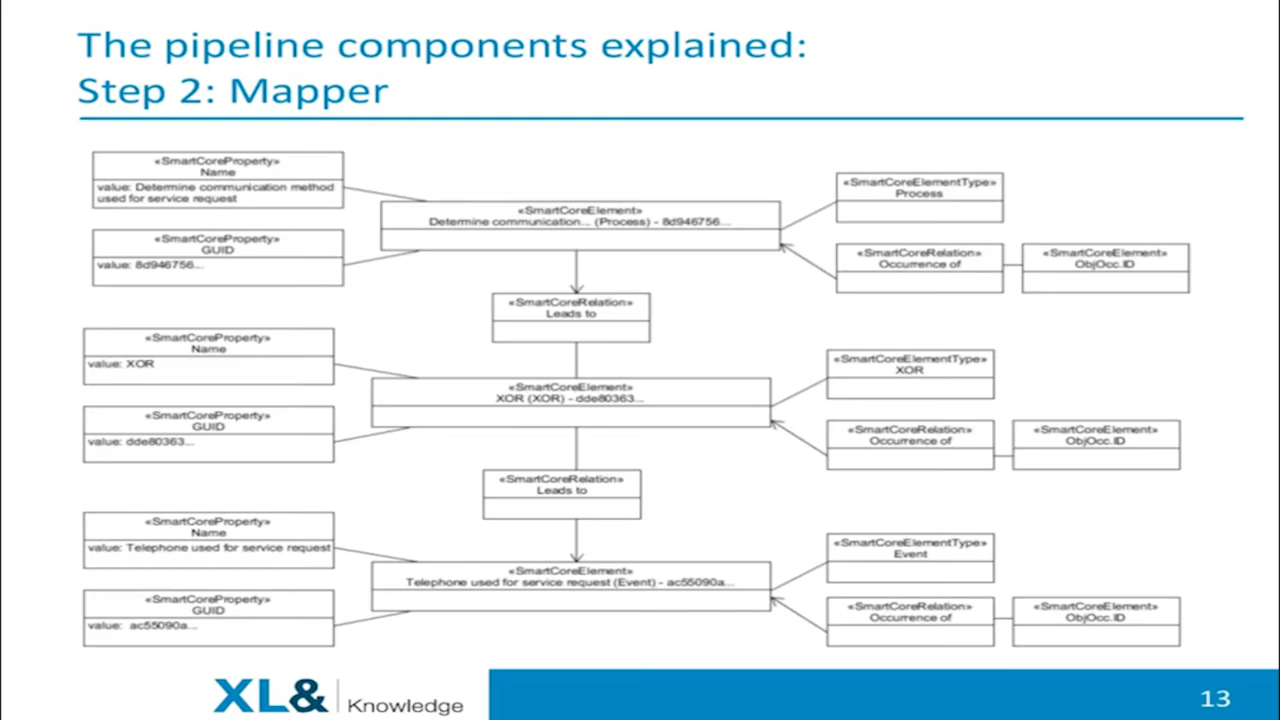 The pipeline components explained:
Step 2: Mapper
«SmartCoreProperty»
Name
value: Determine communication method
used for service request
«SmartCoreProperty»
GUID
value: 8d946756...
«SmartCoreElement»
Determine communication... (Process) - 8d946756...
«SmartCoreElementType»
Process
«SmartCoreRelation»
Occurrence of
«SmartCoreElement»
ObjOcc.ID
«SmartCoreRelation»
Leads to
«SmartCoreProperty»
Name
value: XOR
«SmartCoreProperty»
GUID
value: dde80363...
«SmartCoreElement»
XOR (XOR) - dde80363...
«SmartCoreElementType»
XOR
«SmartCoreRelation»
Occurrence of
«SmartCoreElement»
ObjOcc.ID
«SmartCoreRelation»
Leads to
«SmartCoreProperty»
Name
value: Telephone used for service request
«SmartCoreProperty»
GUID
value: ac55090a...
«SmartCoreElement»
Telephone used for service request (Event) - ac55090a...
«SmartCoreElementType»
Event
«SmartCoreRelation»
Occurrence of
«SmartCoreElement»
ObjOcc.ID
XL& Knowledge
13